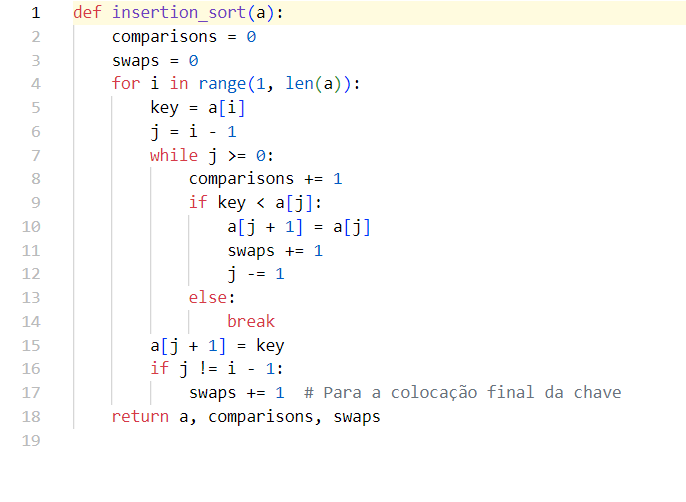 1 def insertion_sort(a):
2     comparisons = 0
3     swaps = 0
4     for i in range(1, len(a)):
5         key = a[i]
6         j = i - 1
7         while j >= 0:
8             comparisons += 1
9             if key < a[j]:
10                 a[j + 1] = a[j]
11                 swaps += 1
12                 j -= 1
13             else:
14                 break
15         a[j + 1] = key
16         if j != i - 1:
17             swaps += 1  # Para a colocação final da chave
18     return a, comparisons, swaps
19